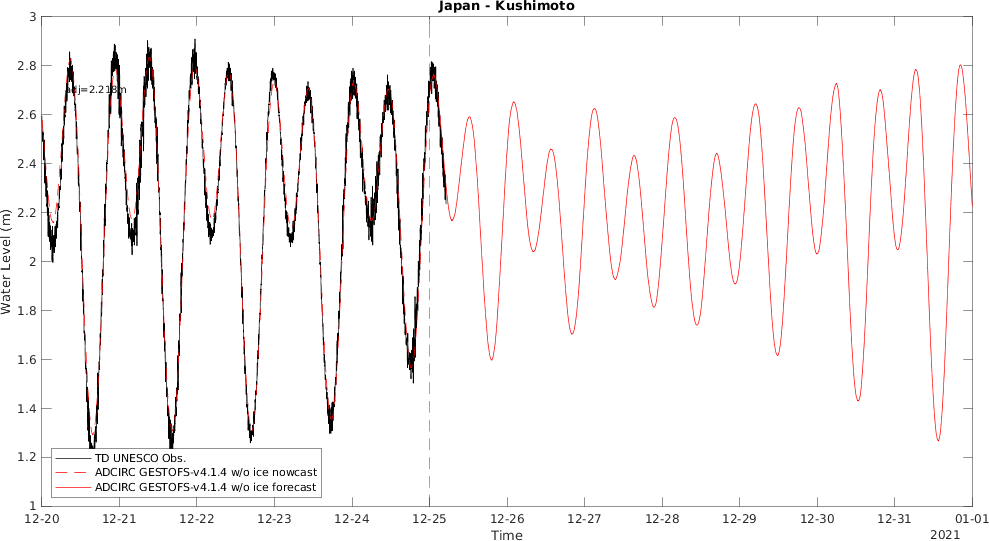 Japan - Kushimoto
Water Level (m)
3
2.8
2.6
2.4
2.2
2
1.8
1.6
1.4
1.2
1
adj=2.218m
TD UNESCO Obs.
ADCIRC GESTOFS-v4.1.4 w/o ice nowcast
ADCIRC GESTOFS-v4.1.4 w/o ice forecast
12-20 12-21 12-22 12-23 12-24 12-25 12-26 12-27 12-28 12-29 12-30 12-31 01-01
Time
2021